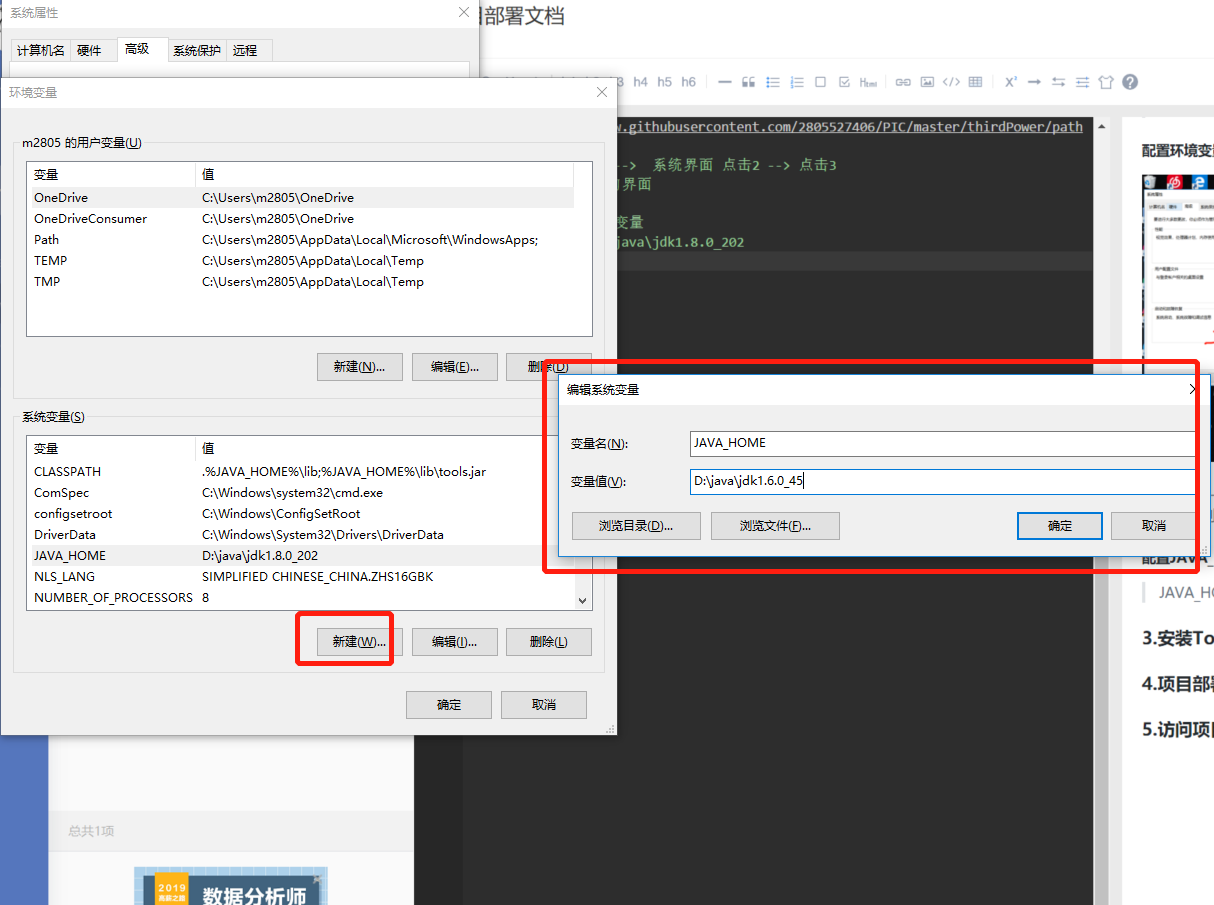 系统属性
部署文档
计算机名 硬件 高级 系统保护 远程
h4 h5 h6
Html
环境变量
m2805 的用户变量(U)
变量 值
OneDrive C:\Users\m2805\OneDrive
OneDriveConsumer C:\Users\m2805\OneDrive
Path C:\Users\m2805\AppData\Local\Microsoft\WindowsApps;
TEMP C:\Users\m2805\AppData\Local\Temp
TMP C:\Users\m2805\AppData\Local\Temp
新建(N)... 编辑(E)... 删除(D)
.githubusercontent.com/2805527406/PIC/master/thirdPower/path
--> 系统界面 点击2 --> 点击3
界面
变量
java\jdk1.8.0_202
配置环境变
系统变量(S)
变量 值
CLASSPATH .%JAVA_HOME%\lib;%JAVA_HOME%\lib\tools.jar
ComSpec C:\Windows\system32\cmd.exe
configsetroot C:\Windows\ConfigSetRoot
DriverData C:\Windows\System32\Drivers\DriverData
JAVA_HOME D:\java\jdk1.8.0_202
NLS_LANG SIMPLIFIED CHINESE_CHINA.ZHS16GBK
NUMBER_OF_PROCESSORS 8
新建(W)... 编辑(I)... 删除(L)
确定 取消
编辑系统变量
变量名(N): JAVA_HOME
变量值(V): D:\java\jdk1.6.0_45
浏览目录(D)... 浏览文件(F)... 确定 取消
配置JAVA_
JAVA_HO
3.安装To
4.项目部
5.访问项
总共1项
2019
数据分析师